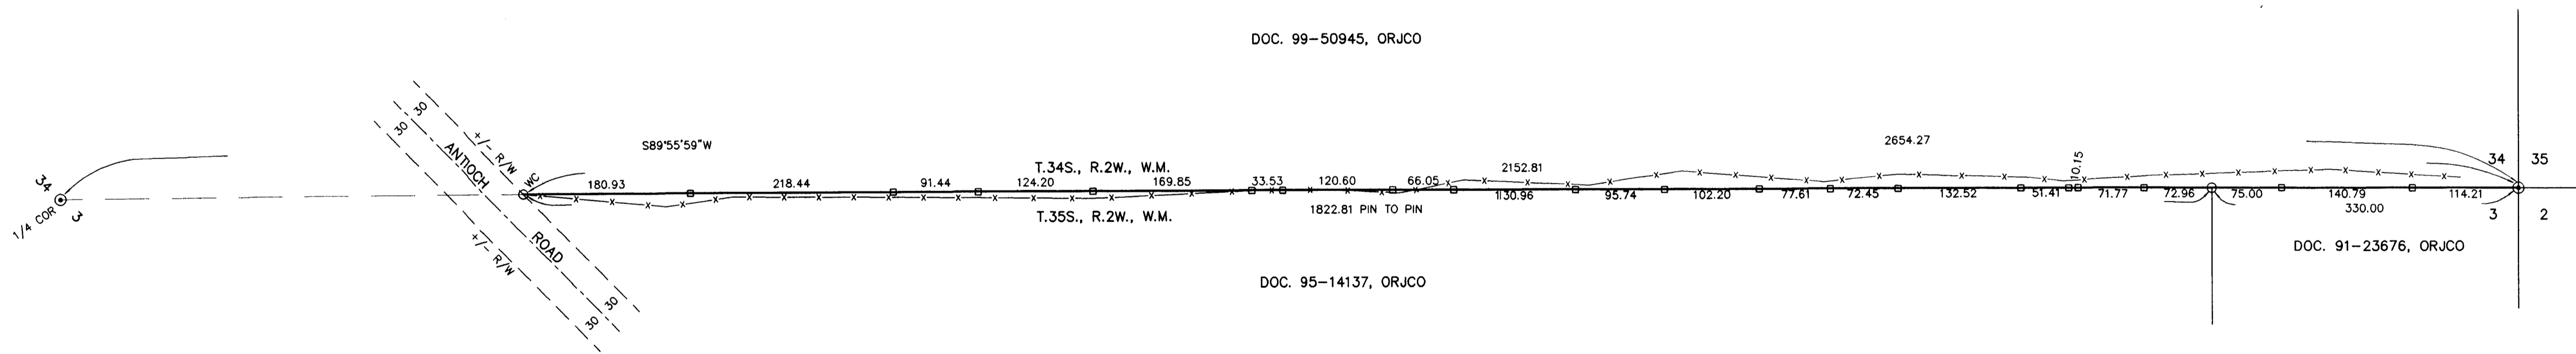 DOC. 99-50945, ORJCO
30
30
+/- R/W
ANTIOCH
ROAD
+/- R/W
30
30
34
1/4 COR
3
WC
S89°55'59"W
T.34S., R.2W., W.M.
T.35S., R.2W., W.M.
180.93
218.44
91.44
124.20
169.85
33.53
120.60
66.05
2152.81
130.96
95.74
102.20
77.61
72.45
132.52
51.41
10.15
71.77
72.96
75.00
140.79
114.21
2654.27
1822.81 PIN TO PIN
330.00
34
35
3
2
DOC. 91-23676, ORJCO
DOC. 95-14137, ORJCO